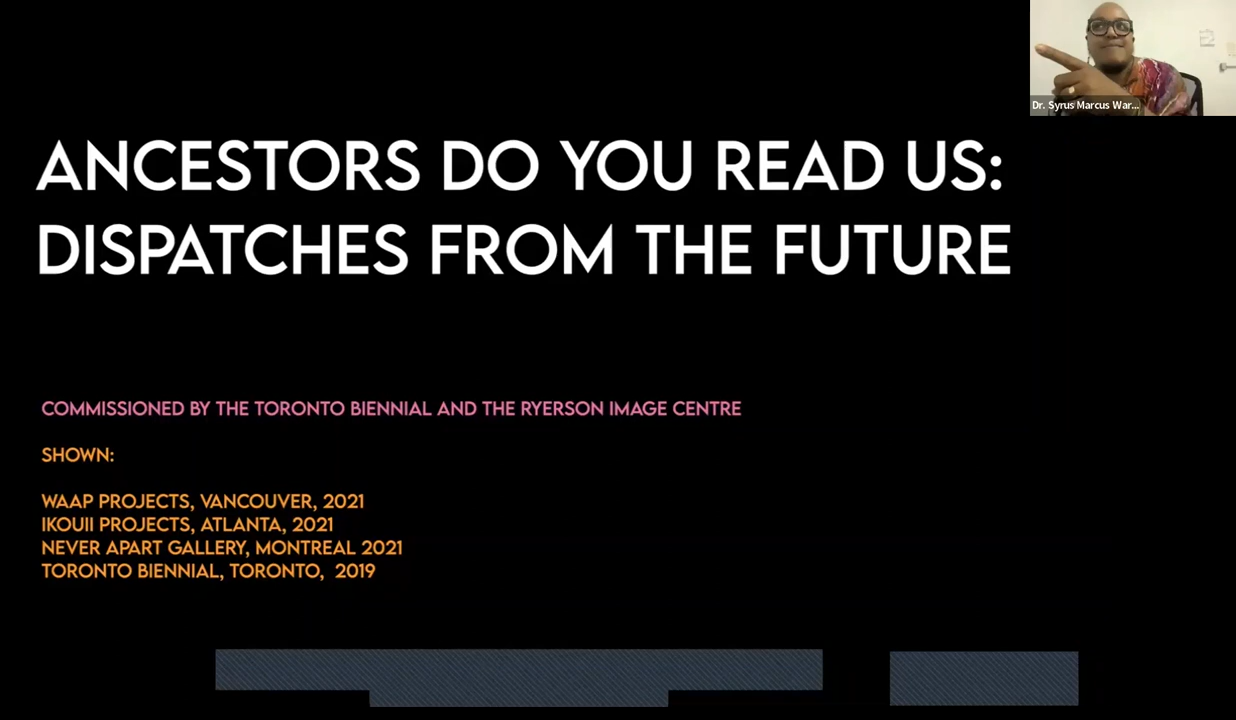 Dr. Syrus Marcus War...
ANCESTORS DO YOU READ US:
DISPATCHES FROM THE FUTURE
COMMISSIONED BY THE TORONTO BIENNIAL AND THE RYERSON IMAGE CENTRE
SHOWN:
WAAP PROJECTS, VANCOUVER, 2021
IKOUII PROJECTS, ATLANTA, 2021
NEVER APART GALLERY, MONTREAL 2021
TORONTO BIENNIAL, TORONTO, 2019